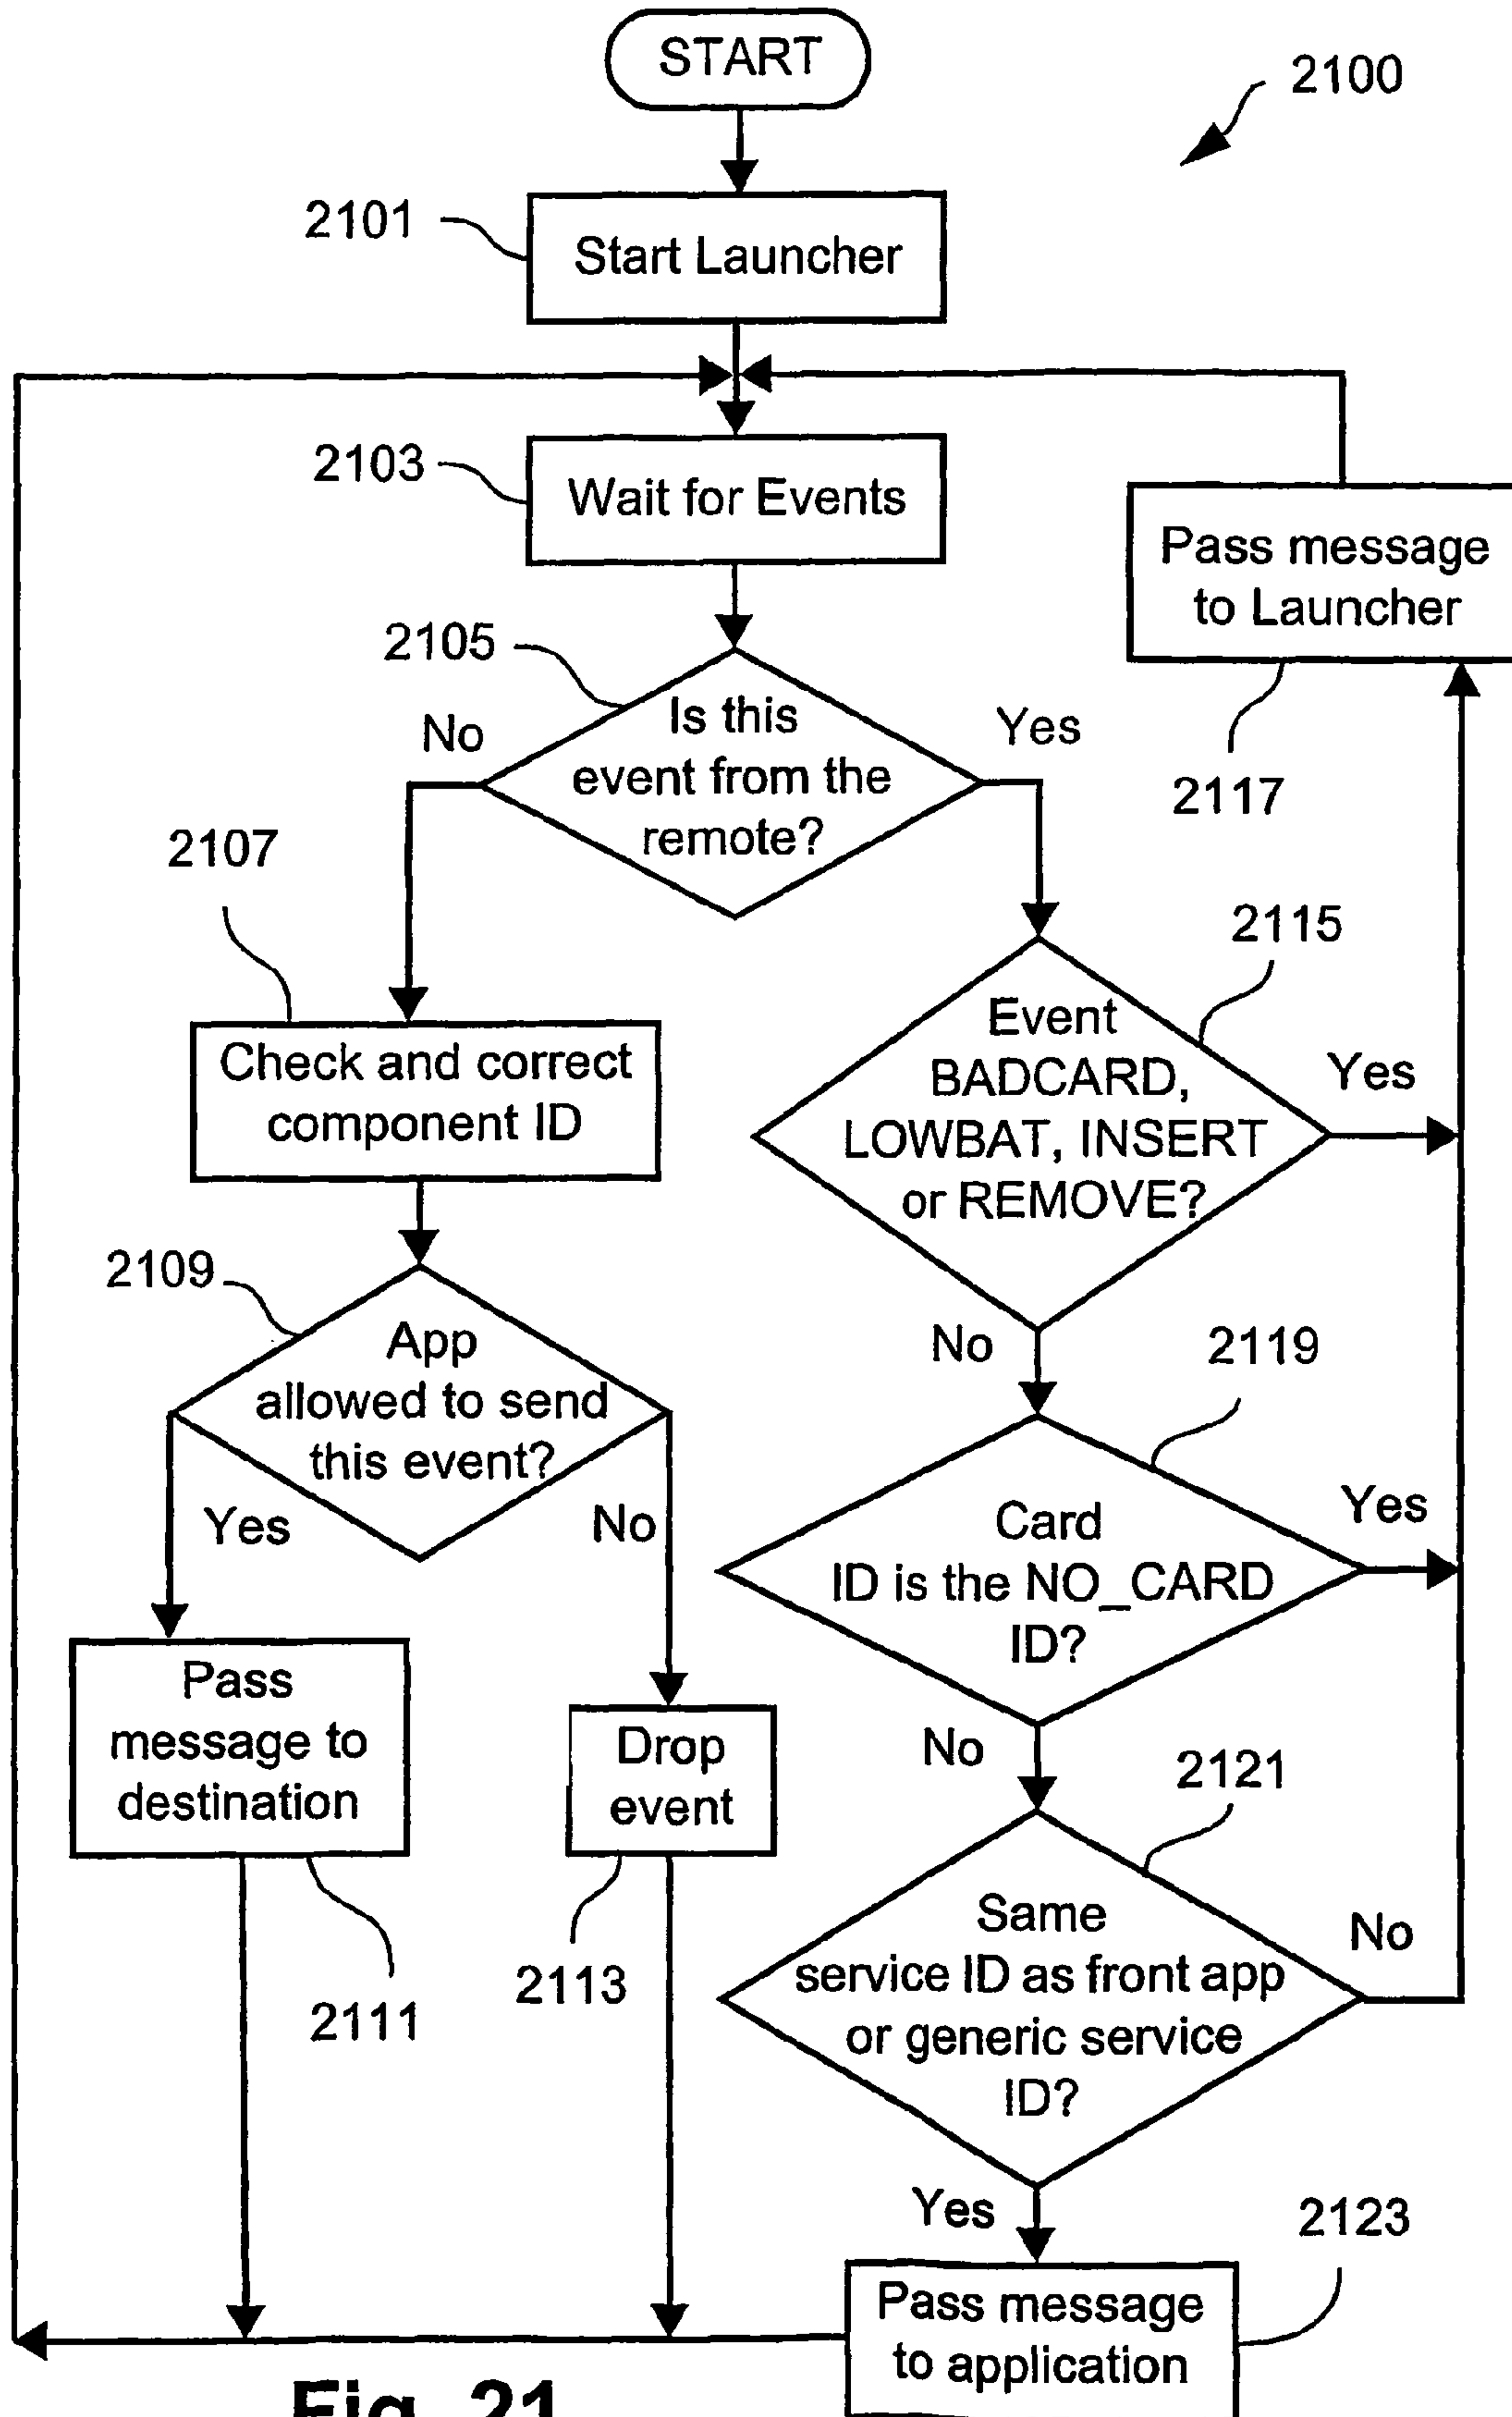 START
2100
2101
Start Launcher
2103
Wait for Events
Pass message
to Launcher
2117
2105
Is this
event from the
remote?
No
Yes
2107
Check and correct
component ID
2115
Event
BADCARD,
LOWBAT, INSERT
or REMOVE?
Yes
No
2109
App
allowed to send
this event?
Yes
No
2119
Card
ID is the NO_CARD
ID?
Yes
No
Pass
message to
destination
2111
Drop
event
2113
2121
Same
service ID as front app
or generic service
ID?
No
Yes
2123
Pass message
to application
Fig. 21